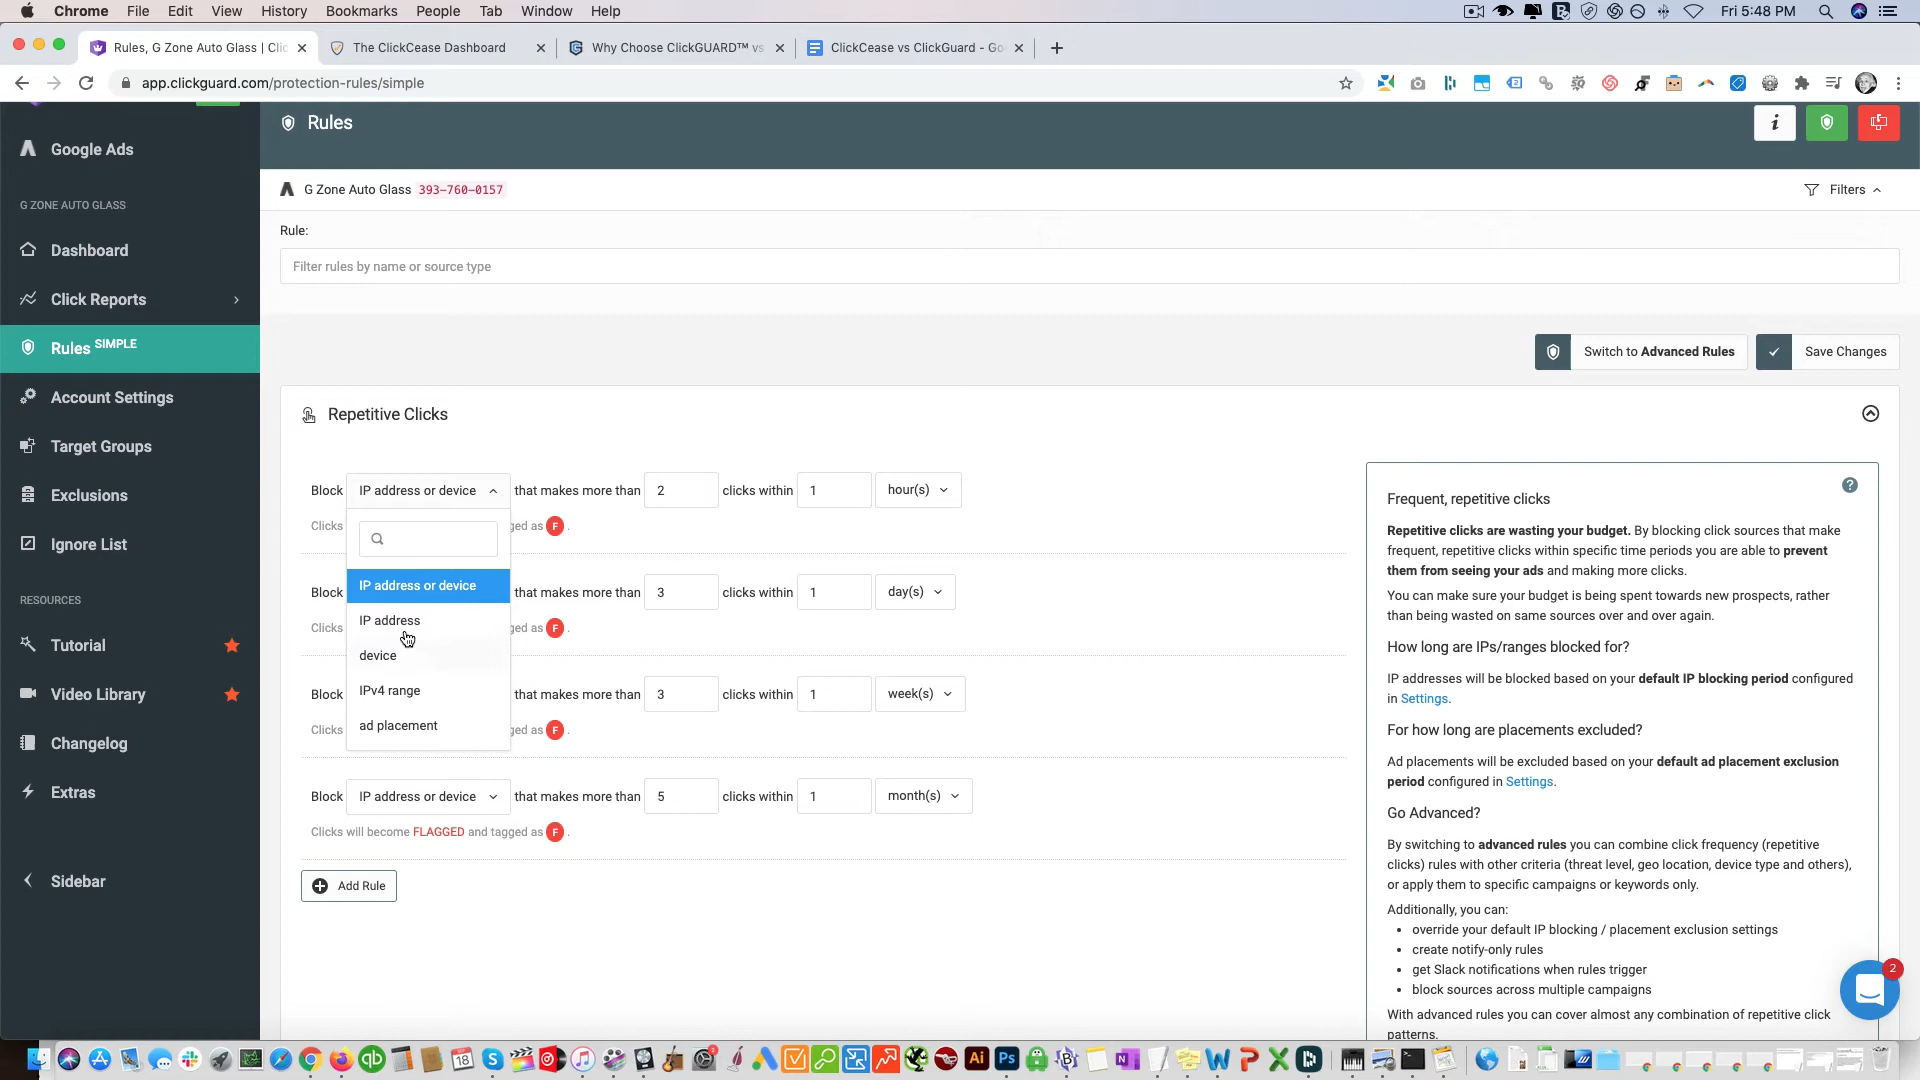 Chrome File Edit View History Bookmarks People Tab Window Help
Fri 5:48 PM
Rules, G Zone Auto Glass | Clic
The ClickCease Dashboard
Why Choose ClickGUARD™ vs
ClickCease vs ClickGuard - Go
app.clickguard.com/protection-rules/simple
Google Ads
G ZONE AUTO GLASS
Dashboard
Click Reports
Rules SIMPLE
Account Settings
Target Groups
Exclusions
Ignore List
RESOURCES
Tutorial
Video Library
Changelog
Extras
Sidebar
Rules
i
G Zone Auto Glass 393-760-0157
Filters
Rule:
Filter rules by name or source type
Switch to Advanced Rules
Save Changes
Repetitive Clicks
Block IP address or device that makes more than 2 clicks within 1 hour(s)
Clicks ged as F .
IP address or device
Block that makes more than 3 clicks within 1 day(s)
IP address
Clicks ged as F .
device
IPv4 range
Block that makes more than 3 clicks within 1 week(s)
ad placement
Clicks ged as F .
Block IP address or device that makes more than 5 clicks within 1 month(s)
Clicks will become FLAGGED and tagged as F .
Add Rule
?
Frequent, repetitive clicks
Repetitive clicks are wasting your budget. By blocking click sources that make
frequent, repetitive clicks within specific time periods you are able to prevent
them from seeing your ads and making more clicks.
You can make sure your budget is being spent towards new prospects, rather
than being wasted on same sources over and over again.
How long are IPs/ranges blocked for?
IP addresses will be blocked based on your default IP blocking period configured
in Settings.
For how long are placements excluded?
Ad placements will be excluded based on your default ad placement exclusion
period configured in Settings.
Go Advanced?
By switching to advanced rules you can combine click frequency (repetitive
clicks) rules with other criteria (threat level, geo location, device type and others),
or apply them to specific campaigns or keywords only.
Additionally, you can:
• override your default IP blocking / placement exclusion settings
• create notify-only rules
• get Slack notifications when rules trigger
• block sources across multiple campaigns
With advanced rules you can cover almost any combination of repetitive click
patterns.
2